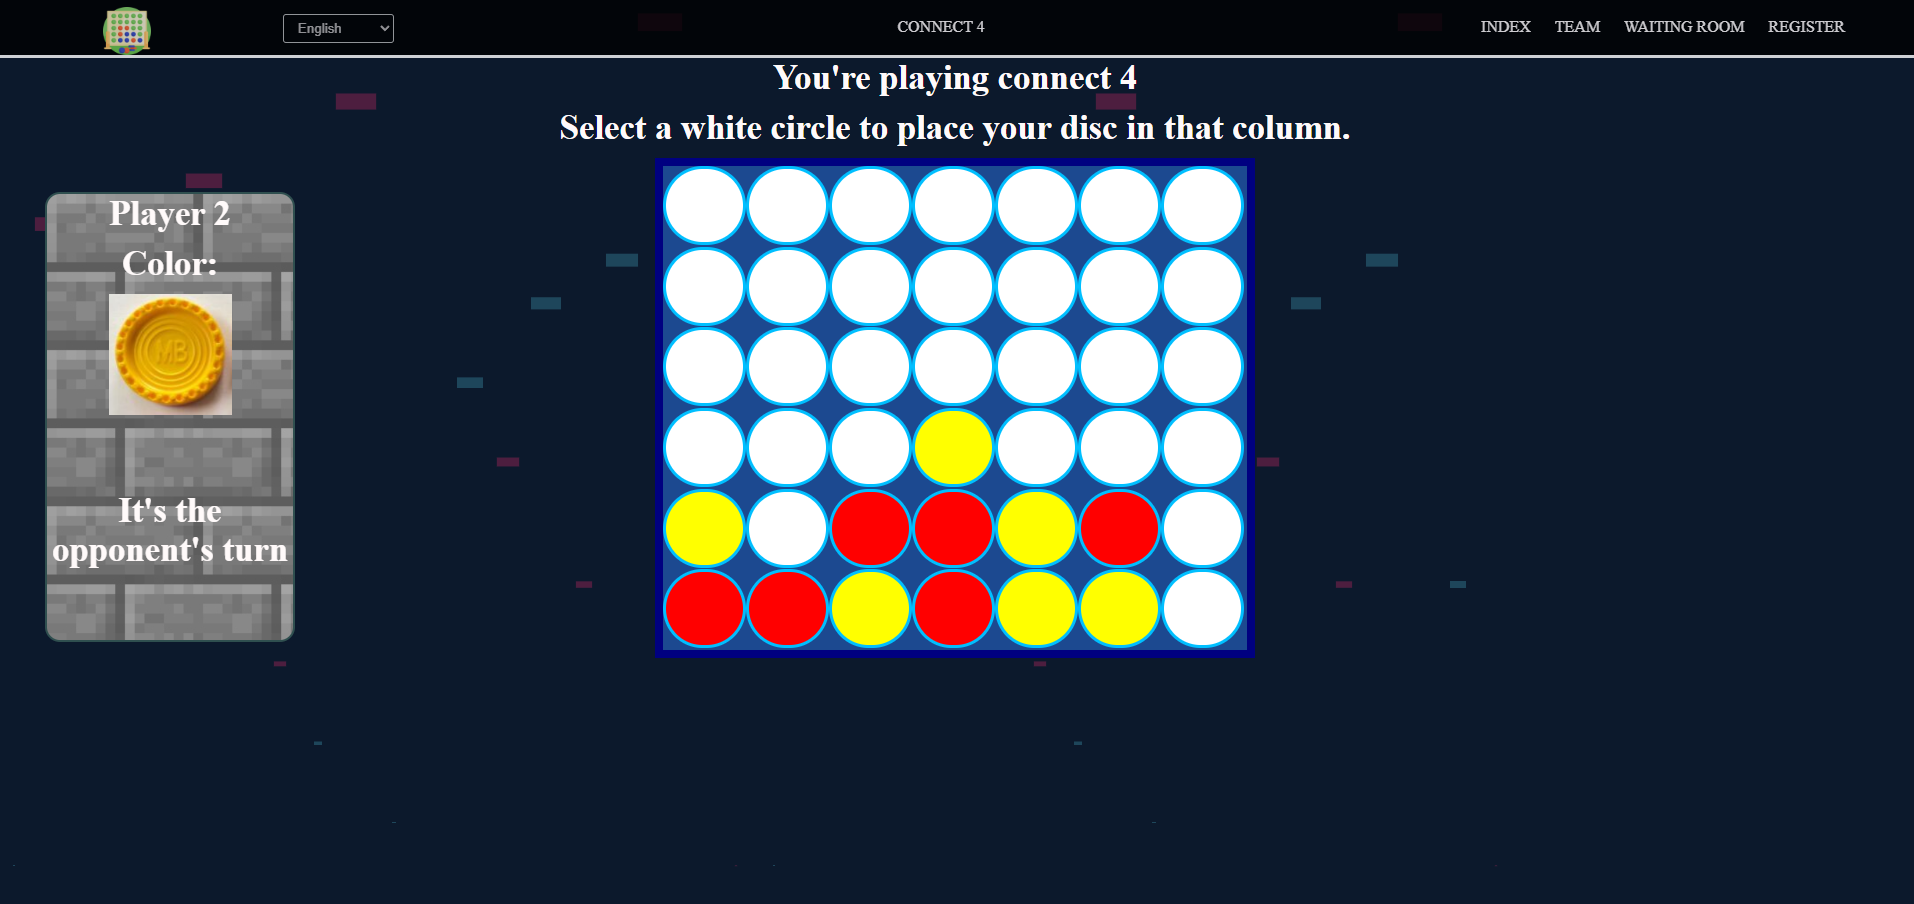 English
CONNECT 4
INDEX
TEAM
WAITING ROOM
REGISTER
You're playing connect 4
Select a white circle to place your disc in that column.
Player 2
Color:
MB
It's the
opponent's turn